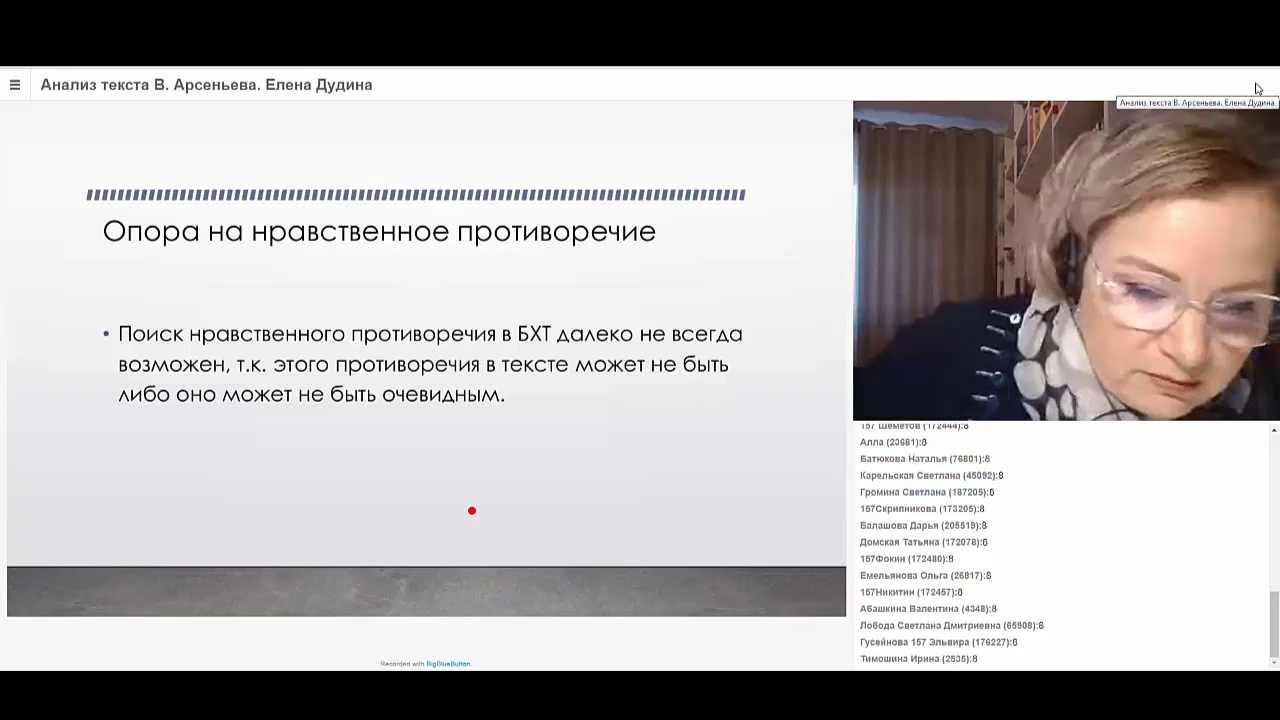 Анализ текста В. Арсеньева. Елена Дудина
Анализ текста В. Арсеньева. Елена Дудина
Опора на нравственное противоречие
• Поиск нравственного противоречия в БХТ далеко не всегда
возможен, т.к. этого противоречия в тексте может не быть
либо оно может не быть очевидным.
157 Шеметов (172444):8
Алла (23681):8
Батюкова Наталья (76801):8
Карельская Светлана (45092):8
Громина Светлана (187205):8
157Скрипникова (173205):8
Балашова Дарья (205519):8
Домская Татьяна (172078):8
157Фокин (172480):8
Емельянова Ольга (26817):8
157Никитин (172457):8
Абашкина Валентина (4348):8
Лобода Светлана Дмитриевна (65908):8
Гусейнова 157 Эльвира (176227):8
Тимошина Ирина (2535):8
Recorded with BigBlueButton.